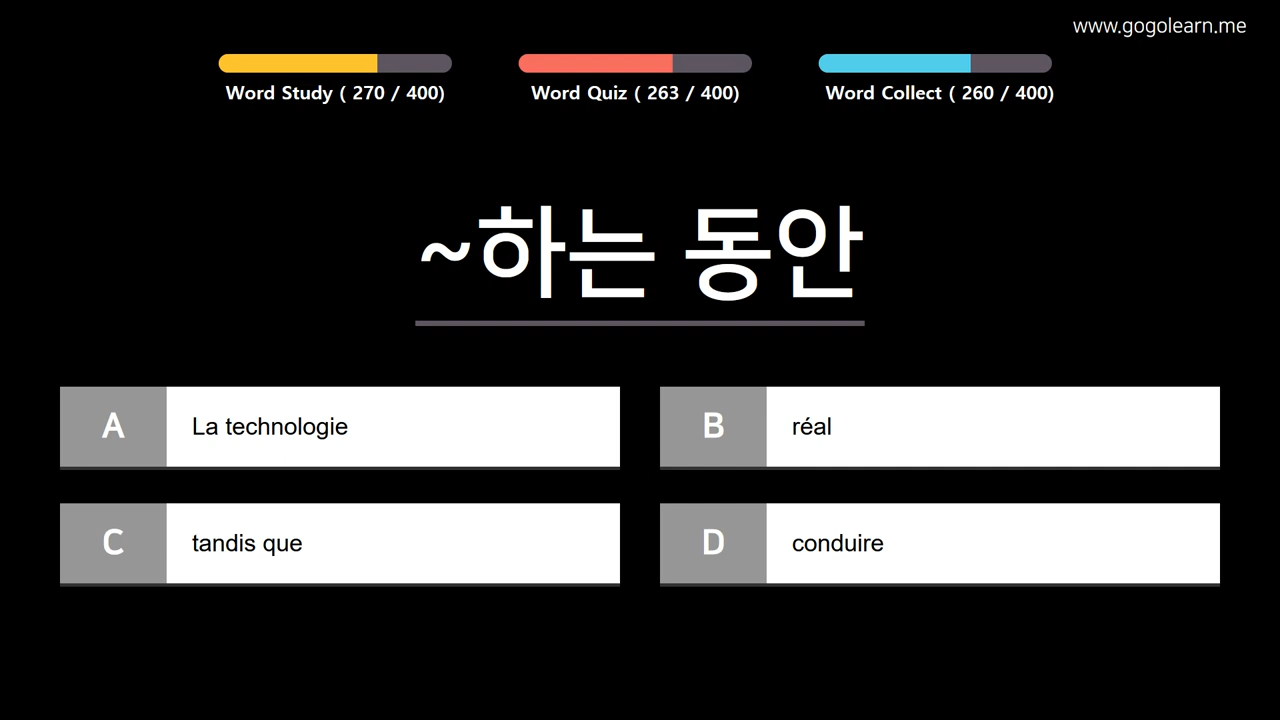 www.gogolearn.me
Word Study ( 270 / 400)
Word Quiz ( 263 / 400)
Word Collect ( 260 / 400)
~하는 동안
A
La technologie
B
réal
C
tandis que
D
conduire